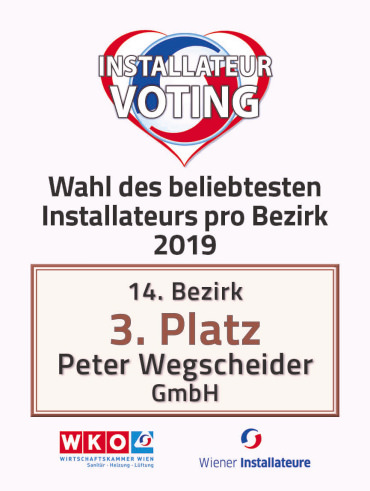 INSTALLATEUR
VOTING
Wahl des beliebtesten
Installateurs pro Bezirk
2019
14. Bezirk
3. Platz
Peter Wegscheider
GmbH
WKO
WIRTSCHAFTSKAMMER WIEN
Sanitär · Heizung · Lüftung
Wiener Installateure